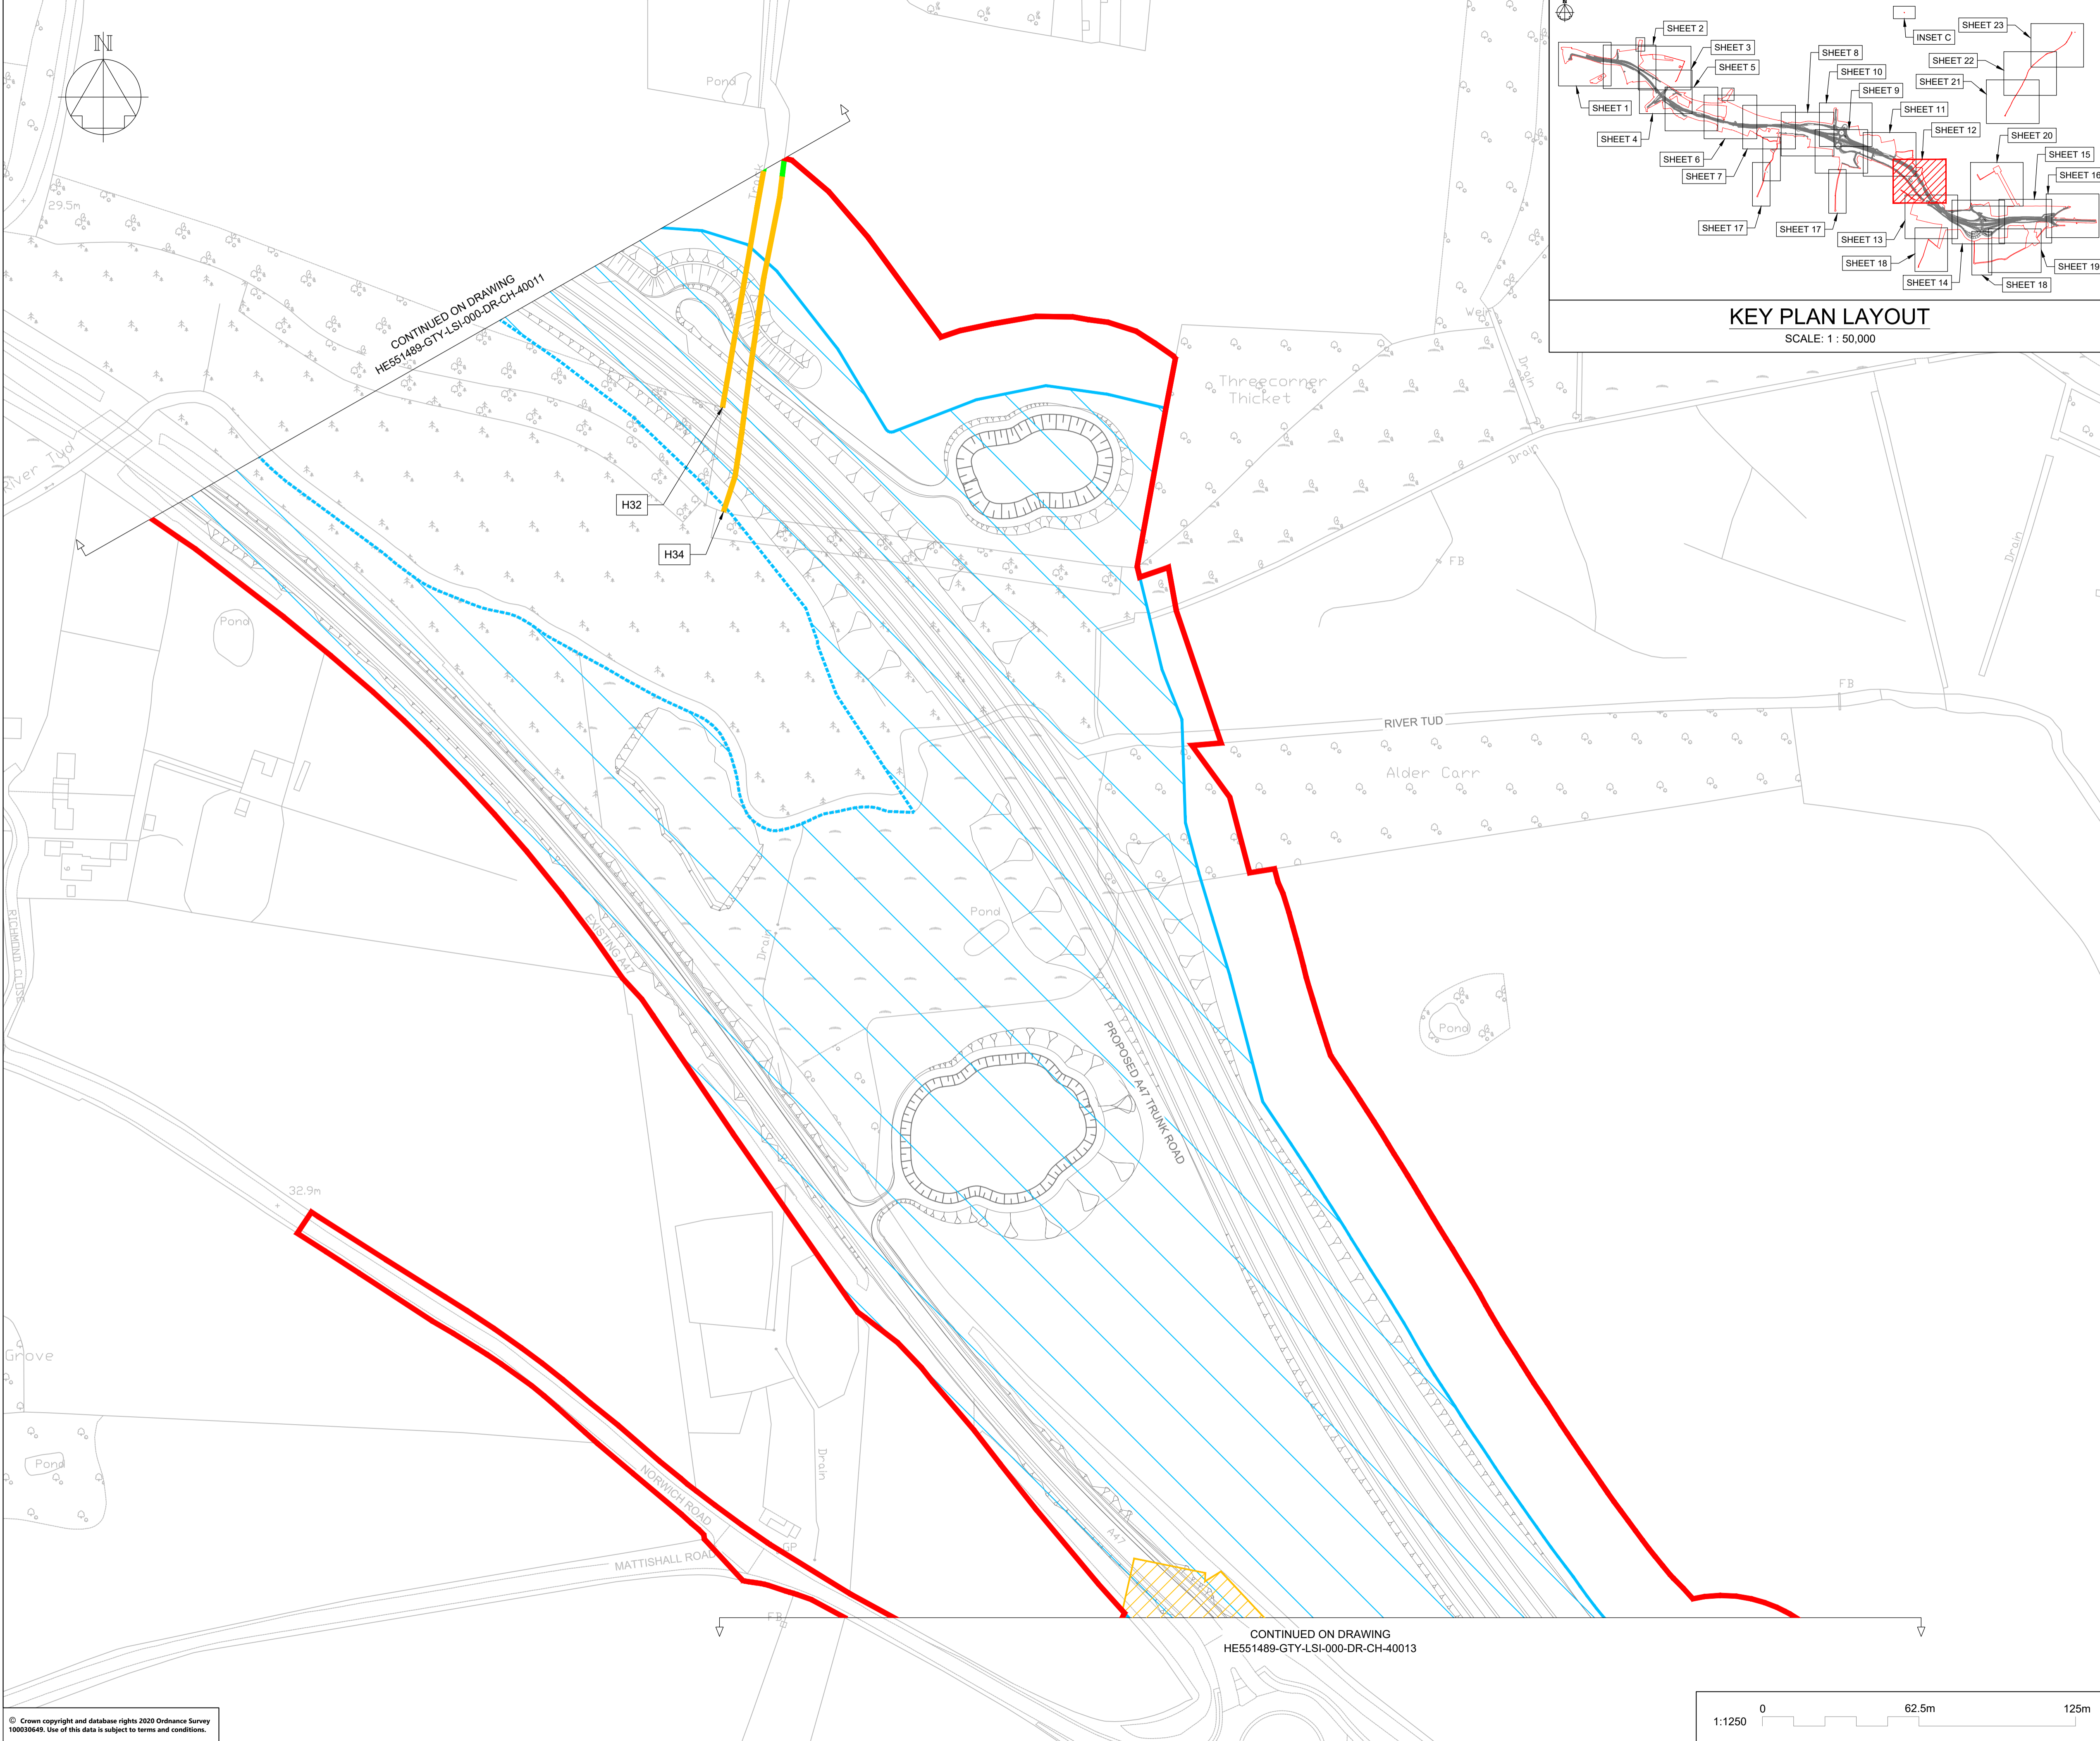 N
Pond
29.5m
Track
CONTINUED ON DRAWING
HE551489-GTY-LSI-000-DR-CH-40011
River Tud
H32
H34
Pond
Threecorner
Thicket
Weir
Drain
Drain
FB
Drain
FB
RIVER TUD
Alder Carr
Pond
Drain
EXISTING A47
RICHMOND CLOSE
Pond
PROPOSED A47 TRUNK ROAD
32.9m
Grove
Pond
NORWICH ROAD
MATTISHALL ROAD
Drain
GP
FB
A47
CONTINUED ON DRAWING
HE551489-GTY-LSI-000-DR-CH-40013
N
SHEET 1
SHEET 2
SHEET 3
SHEET 5
SHEET 4
SHEET 6
SHEET 7
SHEET 8
SHEET 10
SHEET 9
SHEET 11
SHEET 12
SHEET 20
SHEET 15
SHEET 16
INSET C
SHEET 23
SHEET 22
SHEET 21
SHEET 17
SHEET 17
SHEET 13
SHEET 18
SHEET 14
SHEET 18
SHEET 19
KEY PLAN LAYOUT
SCALE: 1 : 50,000
© Crown copyright and database rights 2020 Ordnance Survey
100030649. Use of this data is subject to terms and conditions.
1:1250
0
62.5m
125m